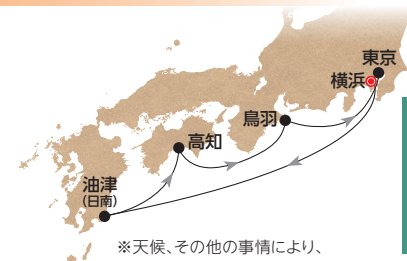 東京
横浜
鳥羽
高知
油津
(日南)
※天候、その他の事情により、